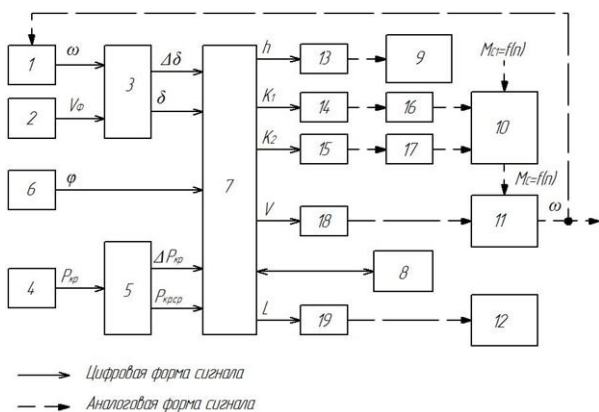 1
ω
2
Vф
3
Δδ
δ
6
φ
4
Pкр
5
ΔPкр
Pкрср
7
h
13
9
K1
14
16
K2
15
17
Mc1=f(n)
10
Mc=f(n)
V
18
11
ω
8
L
19
12
Цифровая форма сигнала
Аналоговая форма сигнала